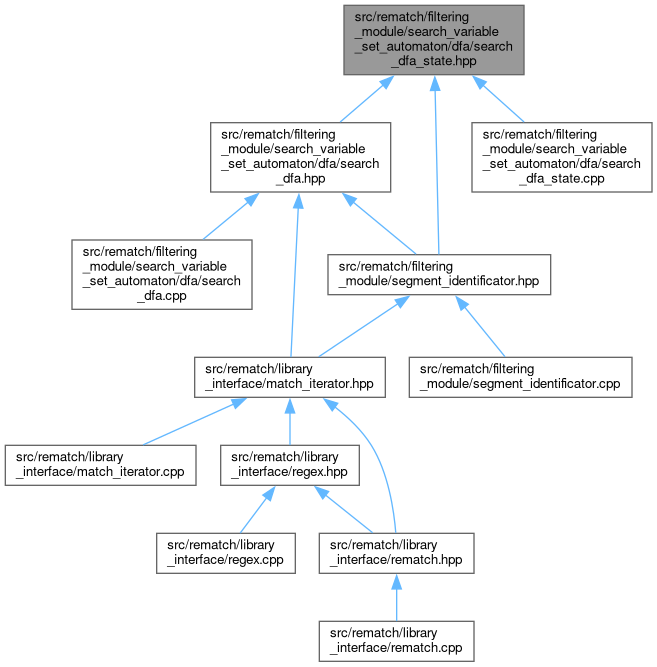 src/rematch/filtering
_module/search_variable
_set_automaton/dfa/search
_dfa_state.hpp
src/rematch/filtering
_module/search_variable
_set_automaton/dfa/search
_dfa.hpp
src/rematch/filtering
_module/search_variable
_set_automaton/dfa/search
_dfa_state.cpp
src/rematch/filtering
_module/search_variable
_set_automaton/dfa/search
_dfa.cpp
src/rematch/filtering
_module/segment_identificator.hpp
src/rematch/library
_interface/match_iterator.hpp
src/rematch/filtering
_module/segment_identificator.cpp
src/rematch/library
_interface/match_iterator.cpp
src/rematch/library
_interface/regex.hpp
src/rematch/library
_interface/regex.cpp
src/rematch/library
_interface/rematch.hpp
src/rematch/library
_interface/rematch.cpp